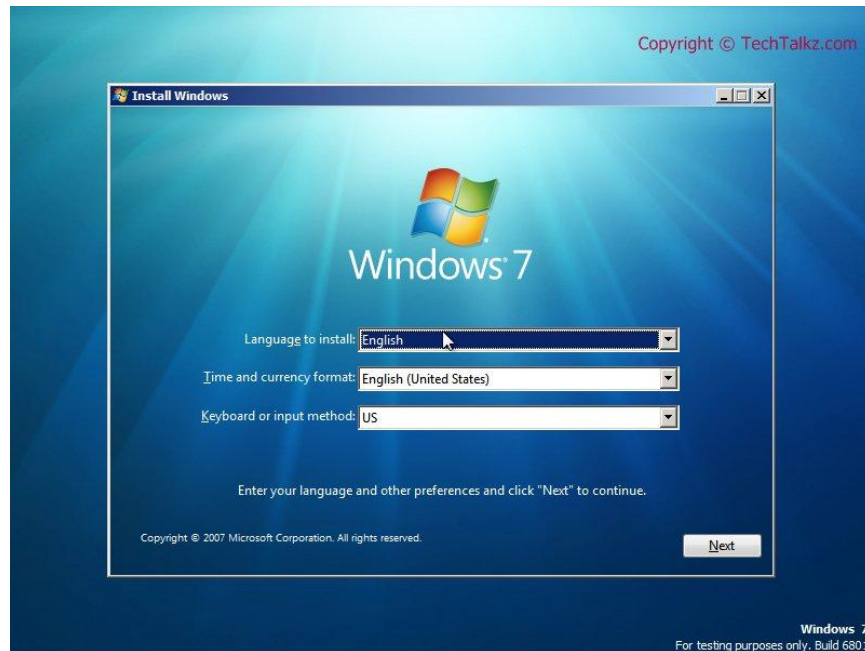 Copyright © TechTalkz.com
Install Windows
Windows® 7
Language to install: English
Time and currency format: English (United States)
Keyboard or input method: US
Enter your language and other preferences and click "Next" to continue.
Copyright © 2007 Microsoft Corporation. All rights reserved.
Next
Windows 7
For testing purposes only. Build 680